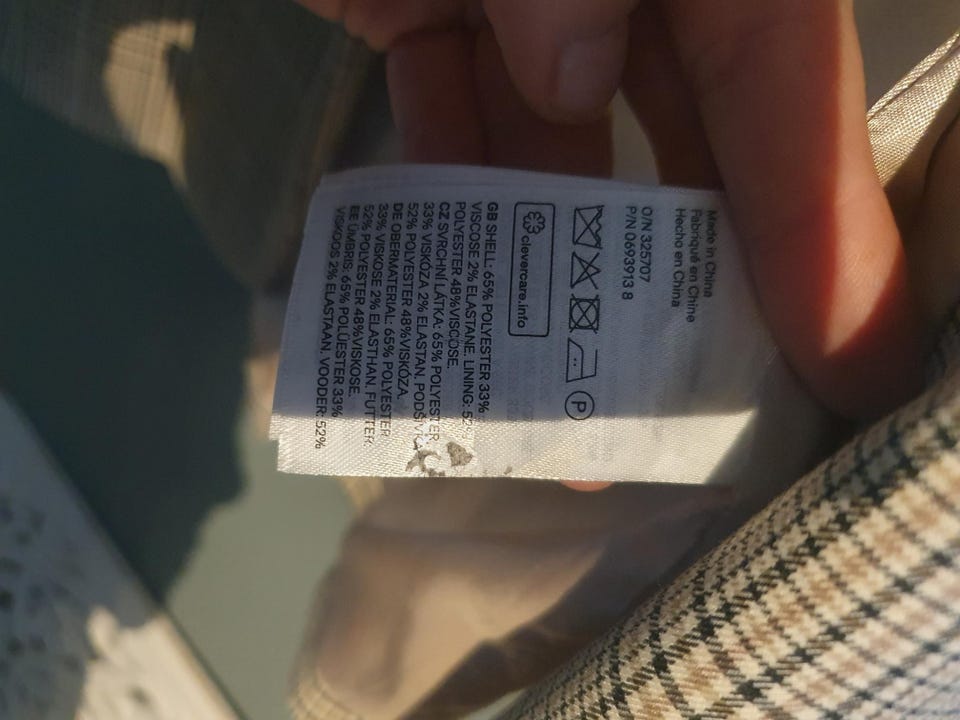 Made in China
Fabriqué en Chine
Hecho en China
O/N 325707
P/N 0693913 8
P
clevercare.info
GB SHELL: 65% POLYESTER 33%
VISCOSE 2% ELASTANE. LINING: 52%
POLYESTER 48%VISCOSE.
CZ SVRCHNÍ LÁTKA: 65% POLYESTER
33% VISKÓZA 2% ELASTAN.
52% POLYESTER 48%VISKÓZA.
DE OBERMATERIAL: 65% POLYESTER
33% VISKOSE 2% ELASTHAN. FUTTER:
52% POLYESTER 48%VISKOSE.
EE ÜMBRIS: 65% POLÜESTER 33%
VISKOOS 2% ELASTAAN. VOODER: 52%